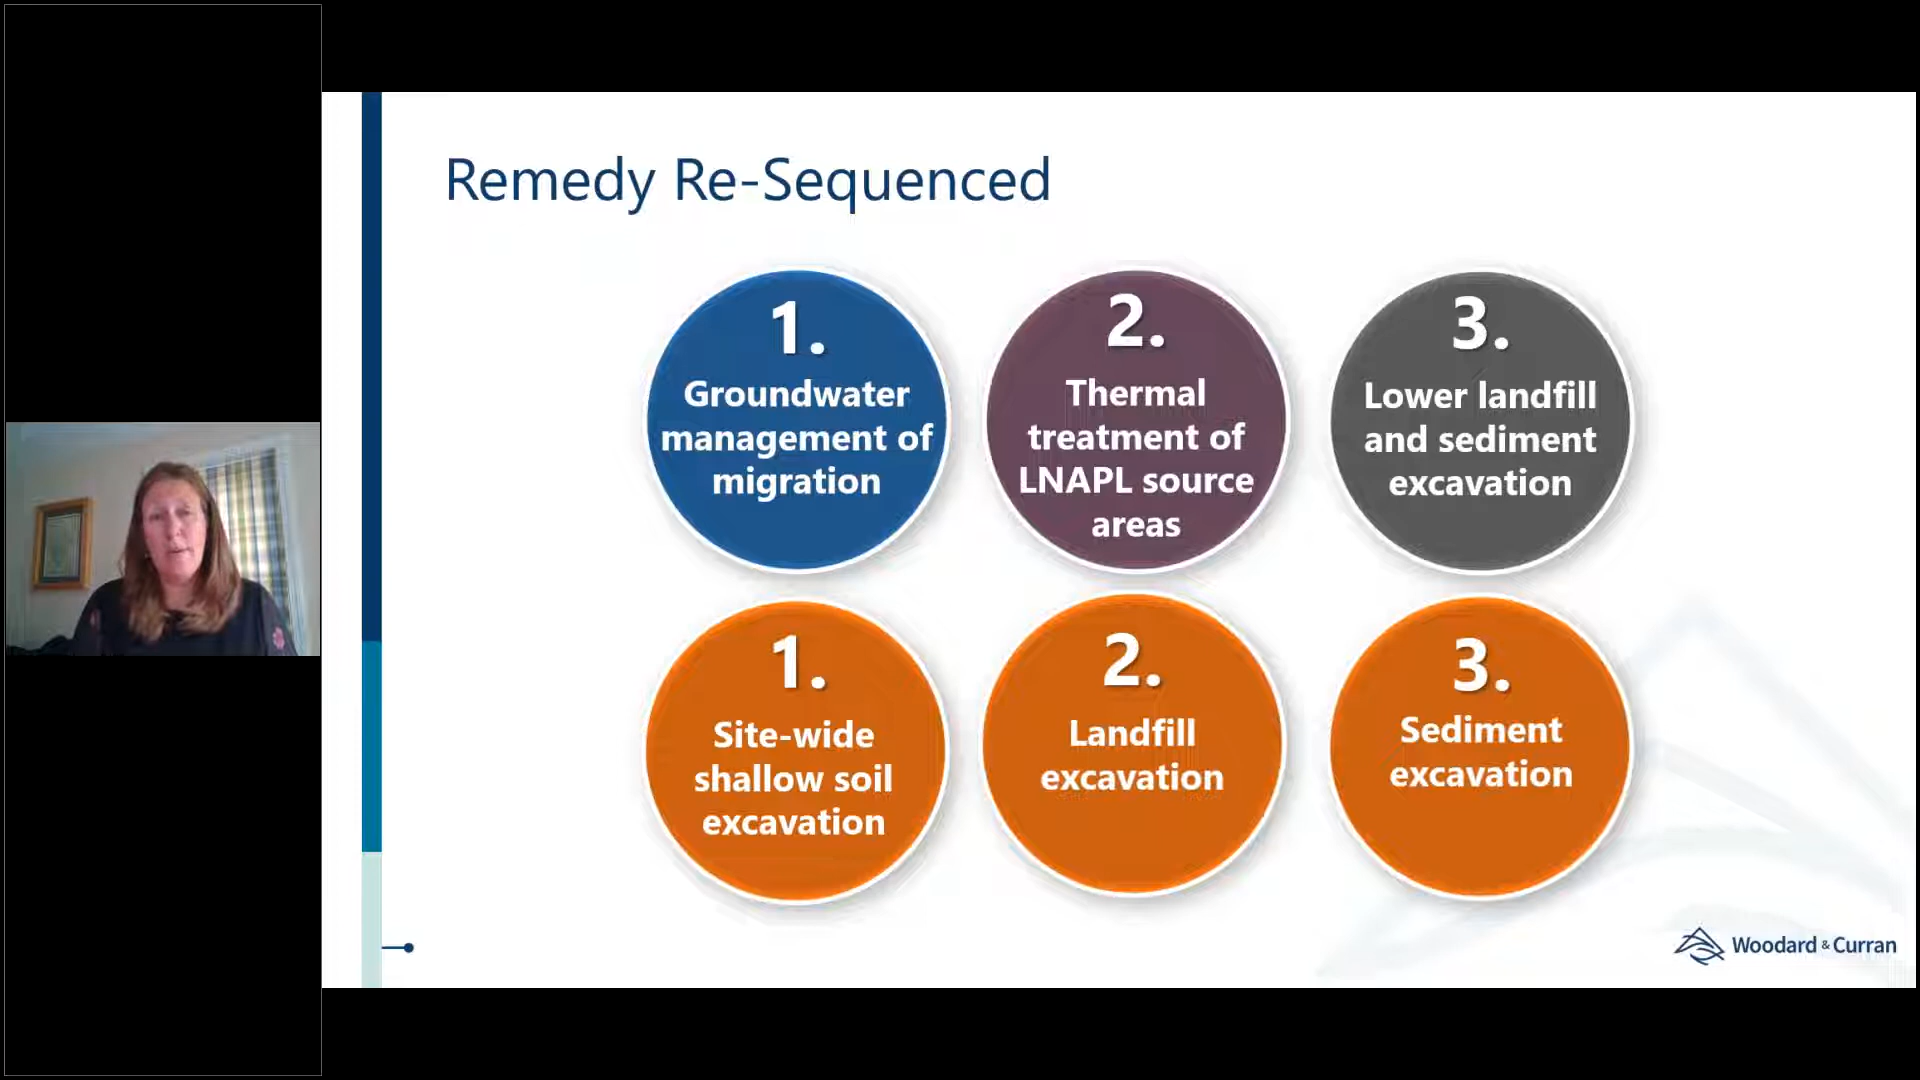 Remedy Re-Sequenced
1.
Groundwater
management of
migration
2.
Thermal
treatment of
LNAPL source
areas
3.
Lower landfill
and sediment
excavation
1.
Site-wide
shallow soil
excavation
2.
Landfill
excavation
3.
Sediment
excavation
Woodard & Curran